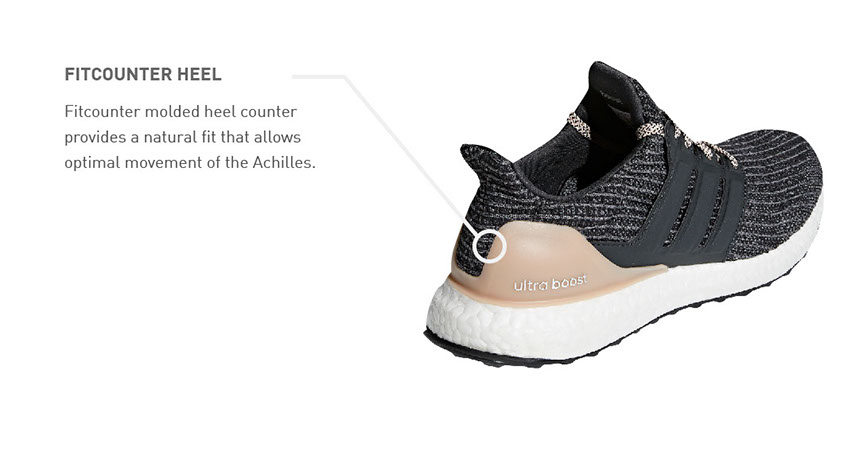 FITCOUNTER HEEL
Fitcounter molded heel counter
provides a natural fit that allows
optimal movement of the Achilles.
ultra boost